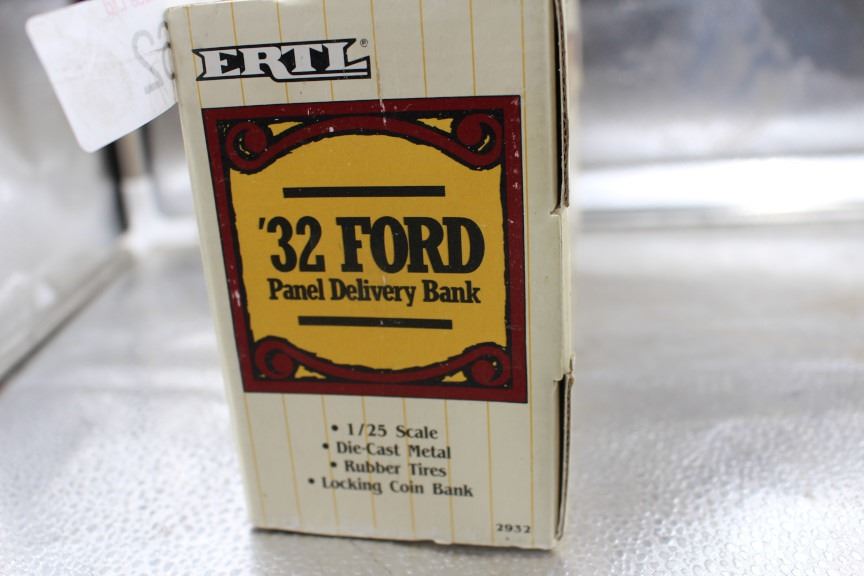 ERTL®
'32 FORD
Panel Delivery Bank
• 1/25 Scale
• Die-Cast Metal
• Rubber Tires
• Locking Coin Bank
2932